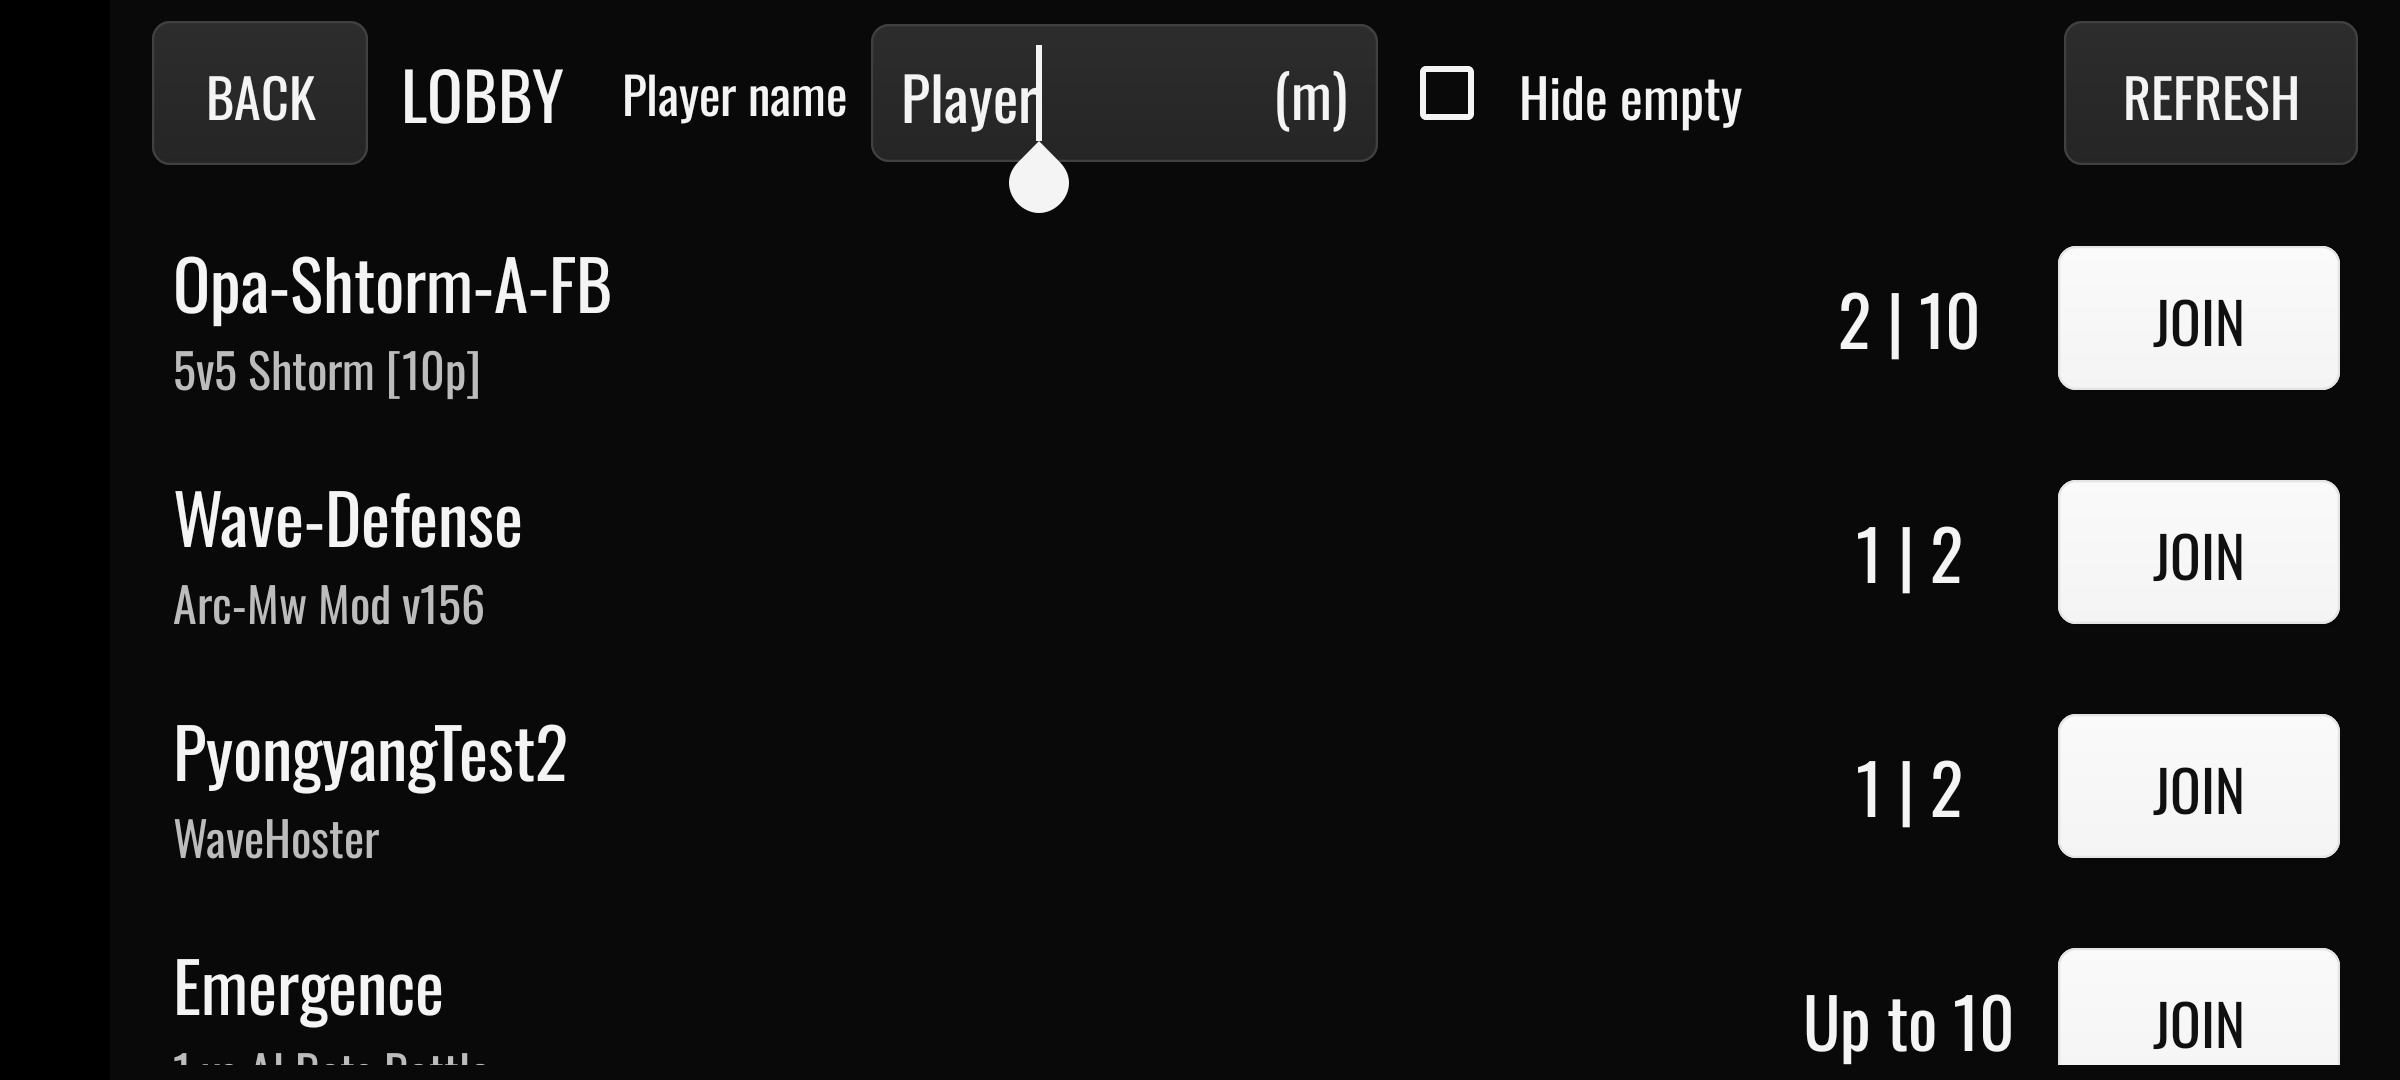 BACK LOBBY Player name Player (m) Hide empty REFRESH
Opa-Shtorm-A-FB
5v5 Shtorm [10p]
2 | 10 JOIN
Wave-Defense
Arc-Mw Mod v156
1 | 2 JOIN
PyongyangTest2
WaveHoster
1 | 2 JOIN
Emergence
Up to 10 JOIN